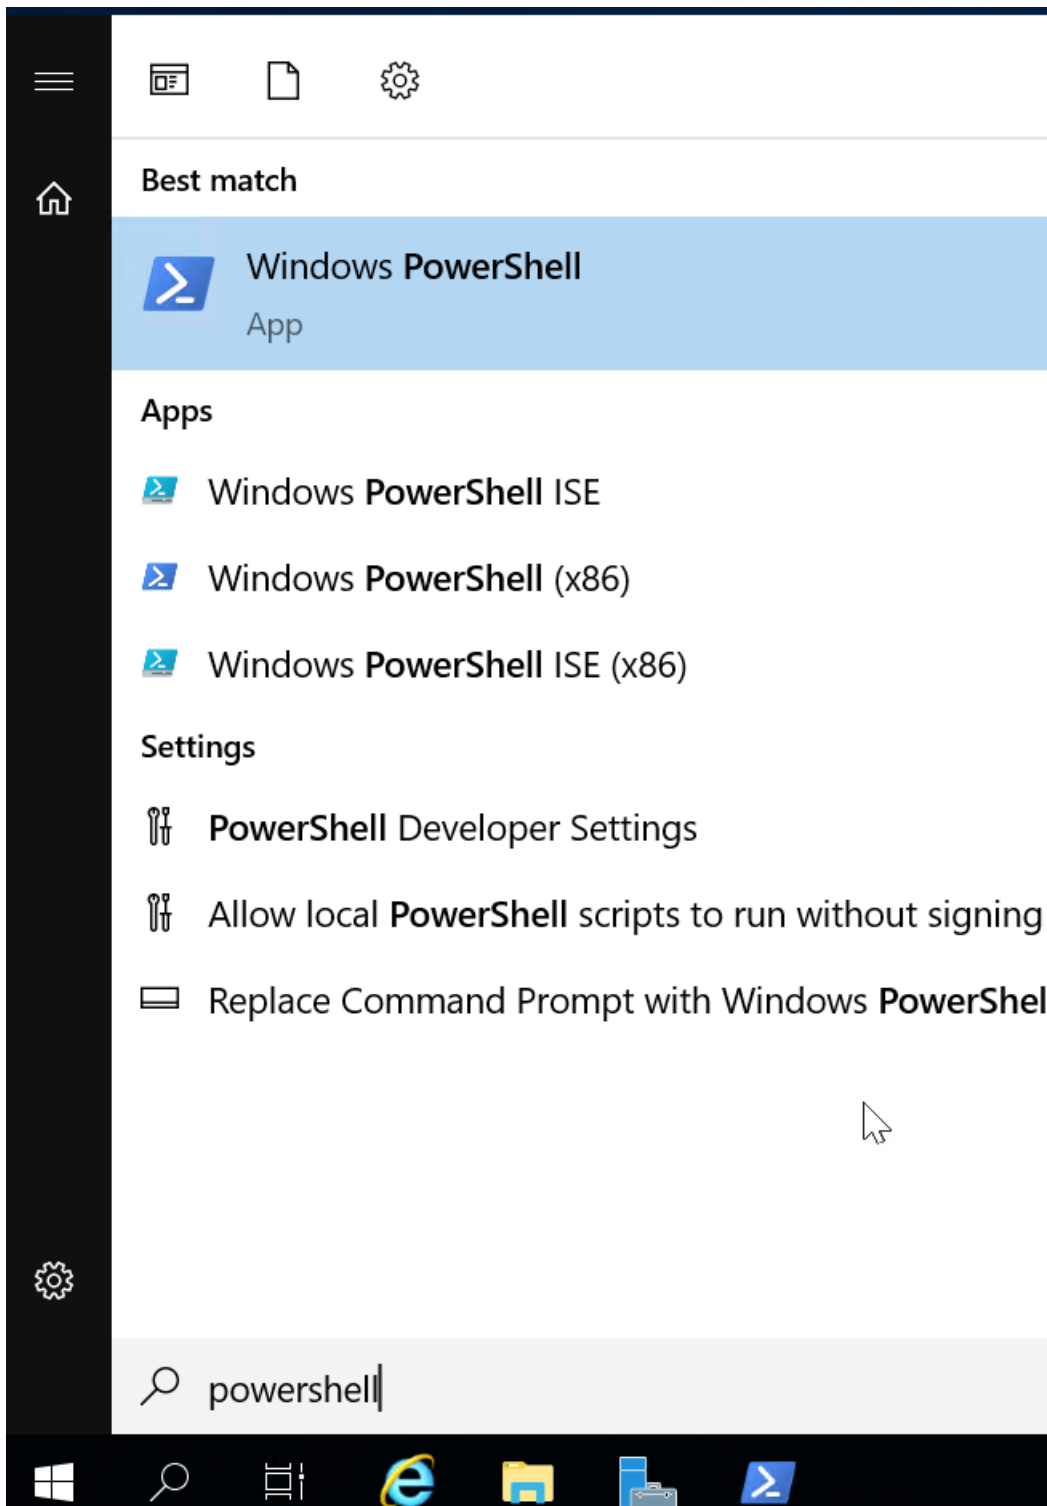 Best match
Windows PowerShell
App
Apps
Windows PowerShell ISE
Windows PowerShell (x86)
Windows PowerShell ISE (x86)
Settings
PowerShell Developer Settings
Allow local PowerShell scripts to run without signing
Replace Command Prompt with Windows PowerShel
powershell